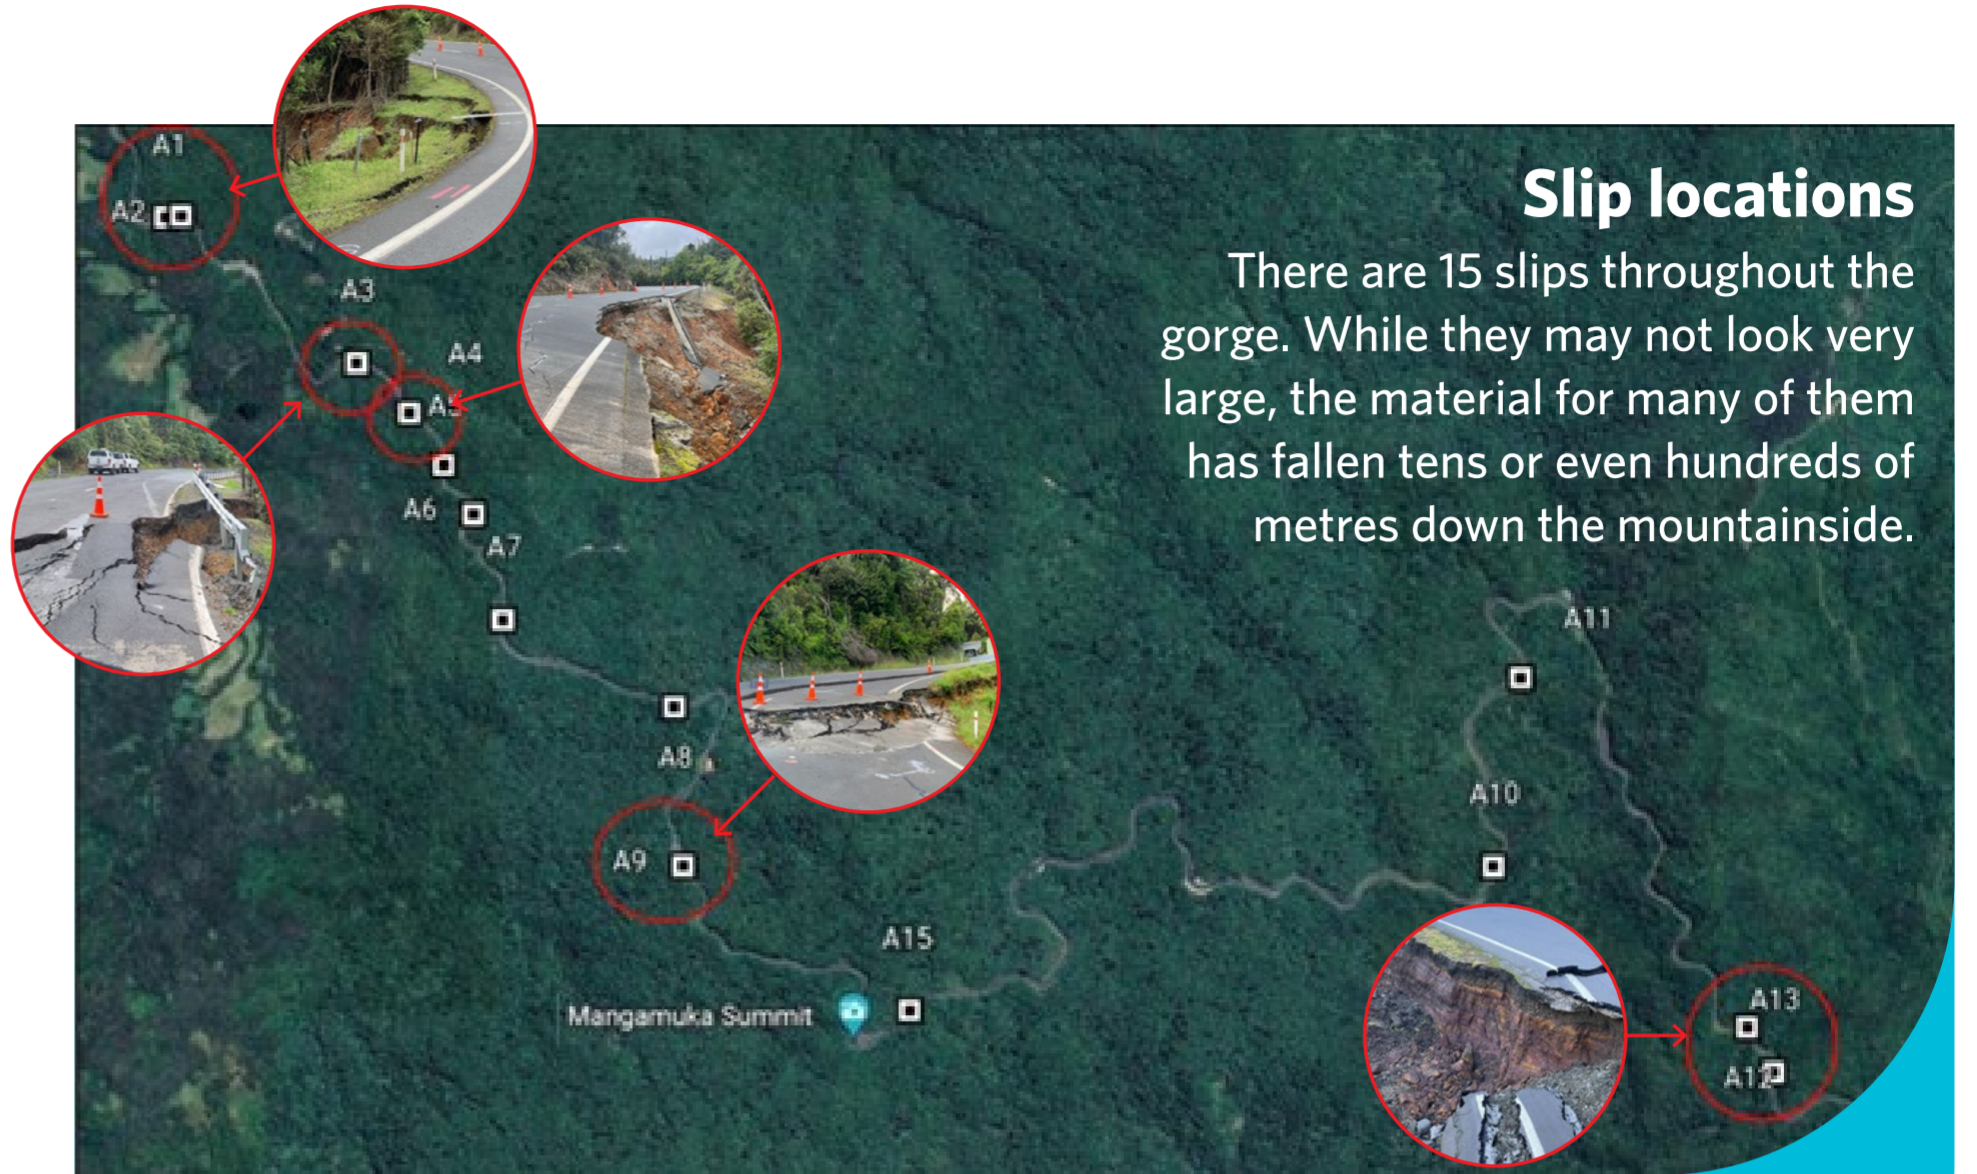 Slip locations
There are 15 slips throughout the
gorge. While they may not look very
large, the material for many of them
has fallen tens or even hundreds of
metres down the mountainside.
A1
A2
A3
A4
A5
A6
A7
A8
A9
A15
Mangamuka Summit
A10
A11
A13
A12